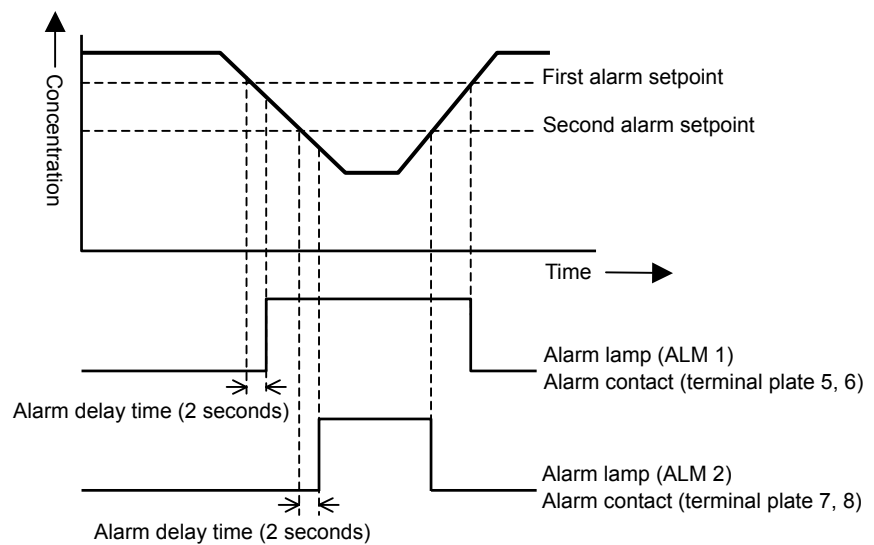 Concentration
First alarm setpoint
Second alarm setpoint
Time
Alarm lamp (ALM 1)
Alarm contact (terminal plate 5, 6)
Alarm delay time (2 seconds)
Alarm lamp (ALM 2)
Alarm contact (terminal plate 7, 8)
Alarm delay time (2 seconds)